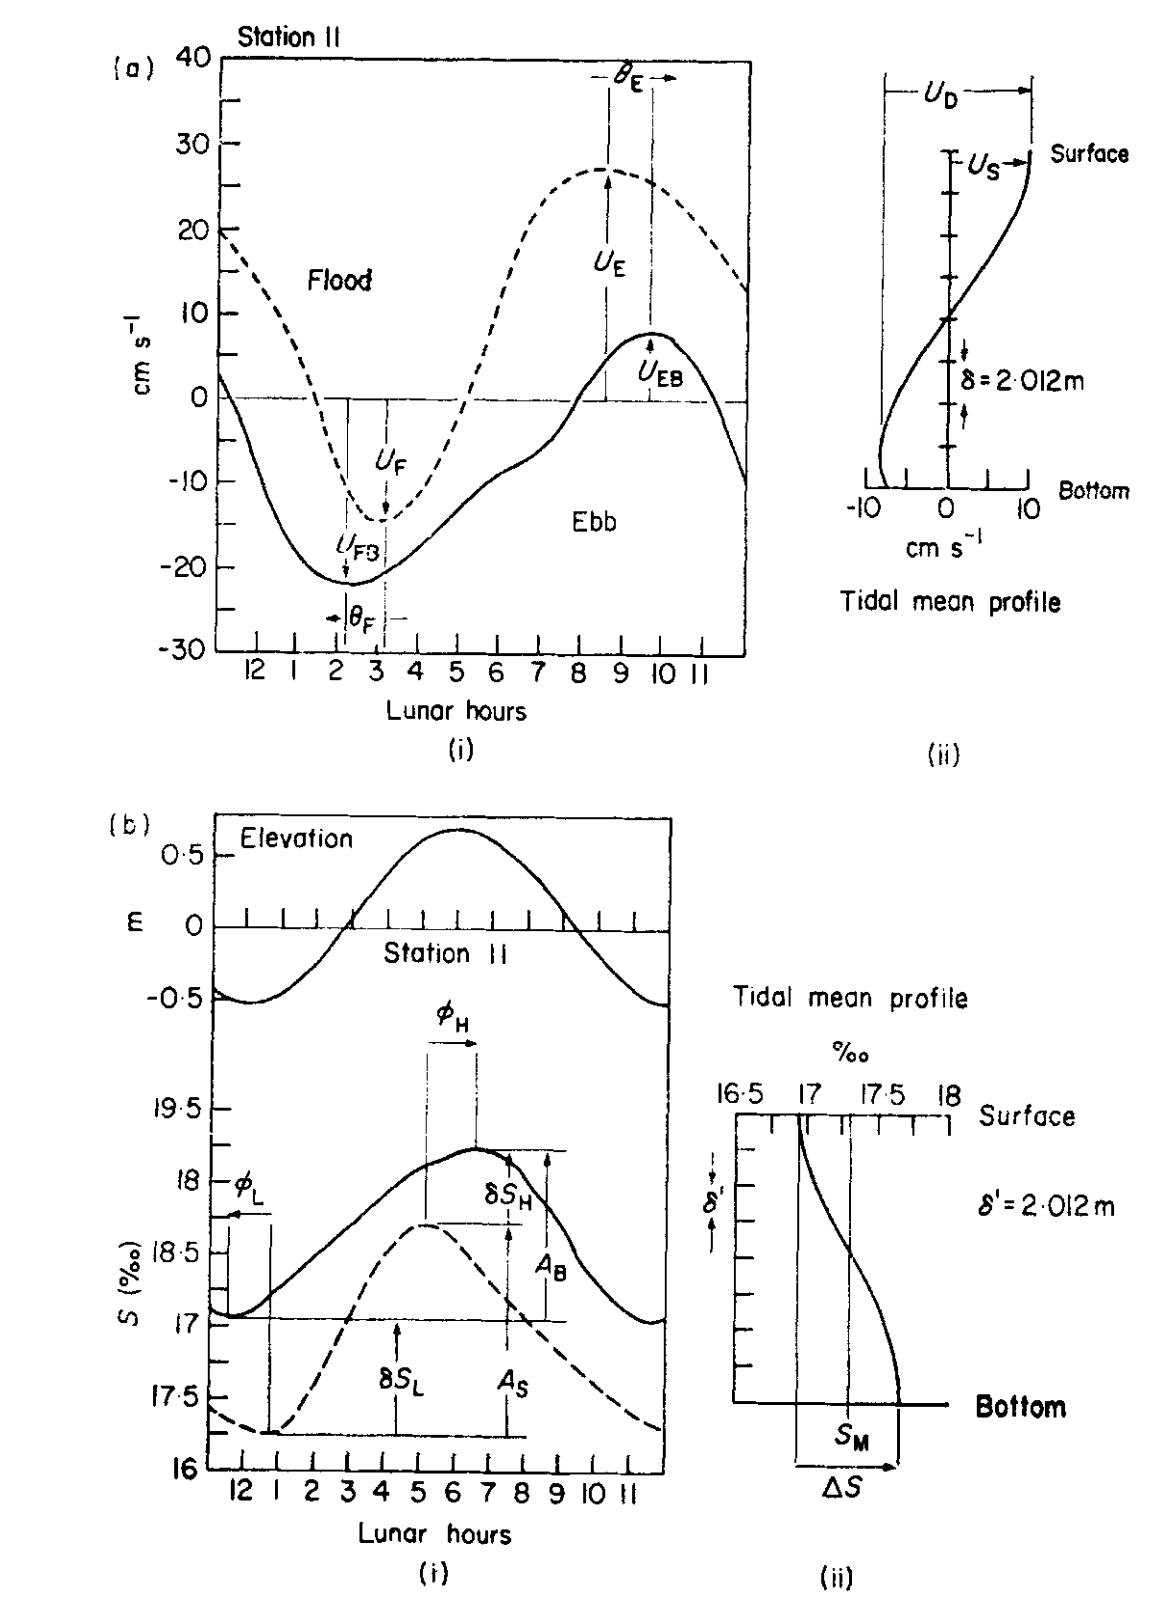 Station 11
(a)
40
30
20
10
0
-10
-20
-30
cm s⁻¹
θE
Flood
UE
UEB
UF
UFB
Ebb
θF
12 1 2 3 4 5 6 7 8 9 10 11
Lunar hours
(i)
UD
US
Surface
δ = 2·012 m
Bottom
-10 0 10
cm s⁻¹
Tidal mean profile
(ii)
(b)
Elevation
0·5
m 0
-0·5
Station 11
ϕH
19·5
18
18·5
17
17·5
16
S (‰)
ϕL
δSH
AB
δSL
AS
12 1 2 3 4 5 6 7 8 9 10 11
Lunar hours
(i)
Tidal mean profile
‰
16·5 17 17·5 18
Surface
δ'
δ' = 2·012 m
Bottom
SM
ΔS
(ii)